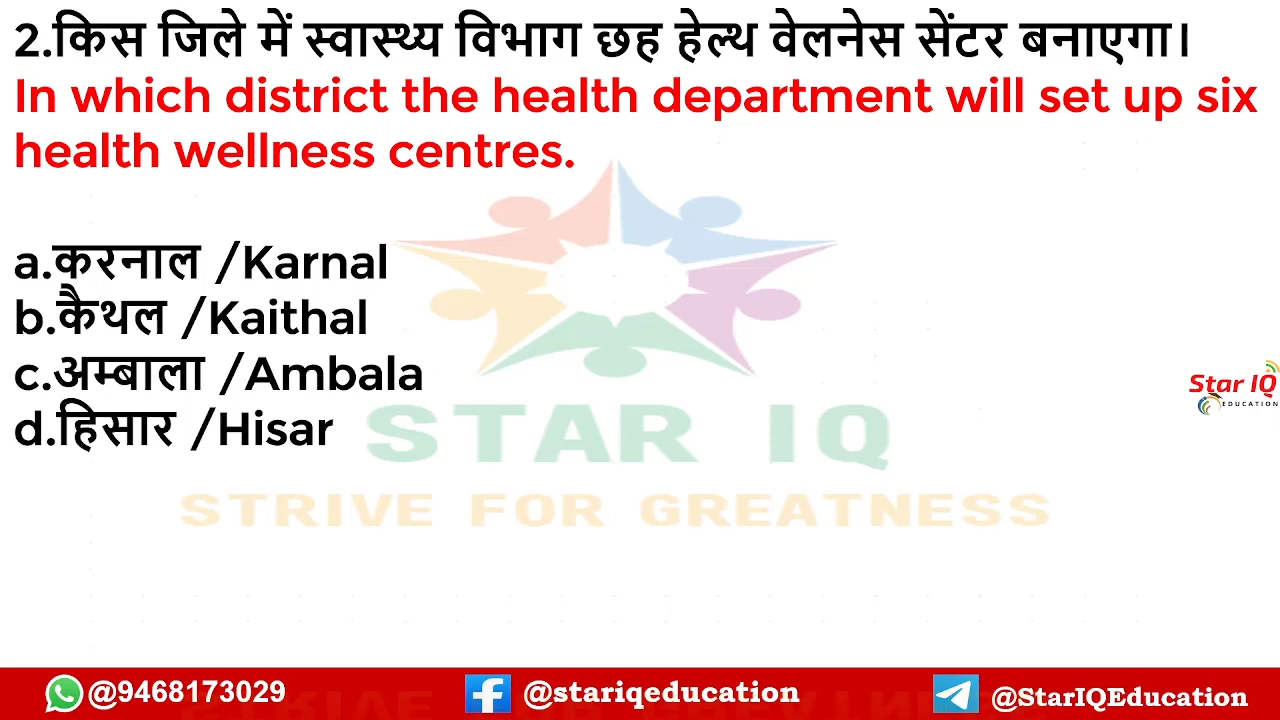 2.किस जिले में स्वास्थ्य विभाग छह हेल्थ वेलनेस सेंटर बनाएगा।
In which district the health department will set up six
health wellness centres.
a.करनाल /Karnal
b.कैथल /Kaithal
c.अम्बाला /Ambala
d.हिसार /Hisar
Star IQ
EDUCATION
STAR IQ
STRIVE FOR GREATNESS
@9468173029
@stariqeducation
@StarIQEducation